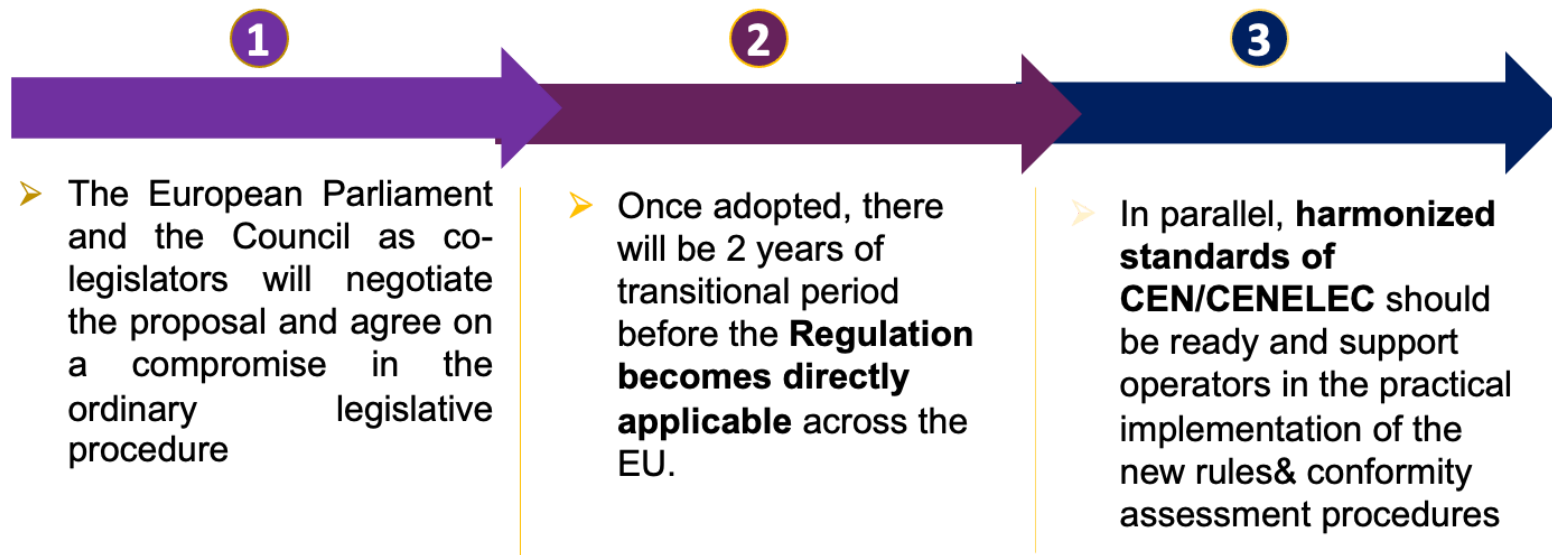 1
The European Parliament
and the Council as co-
legislators will negotiate
the proposal and agree on
a compromise in the
ordinary legislative
procedure
2
Once adopted, there
will be 2 years of
transitional period
before the Regulation
becomes directly
applicable across the
EU.
3
In parallel, harmonized
standards of
CEN/CENELEC should
be ready and support
operators in the practical
implementation of the
new rules& conformity
assessment procedures